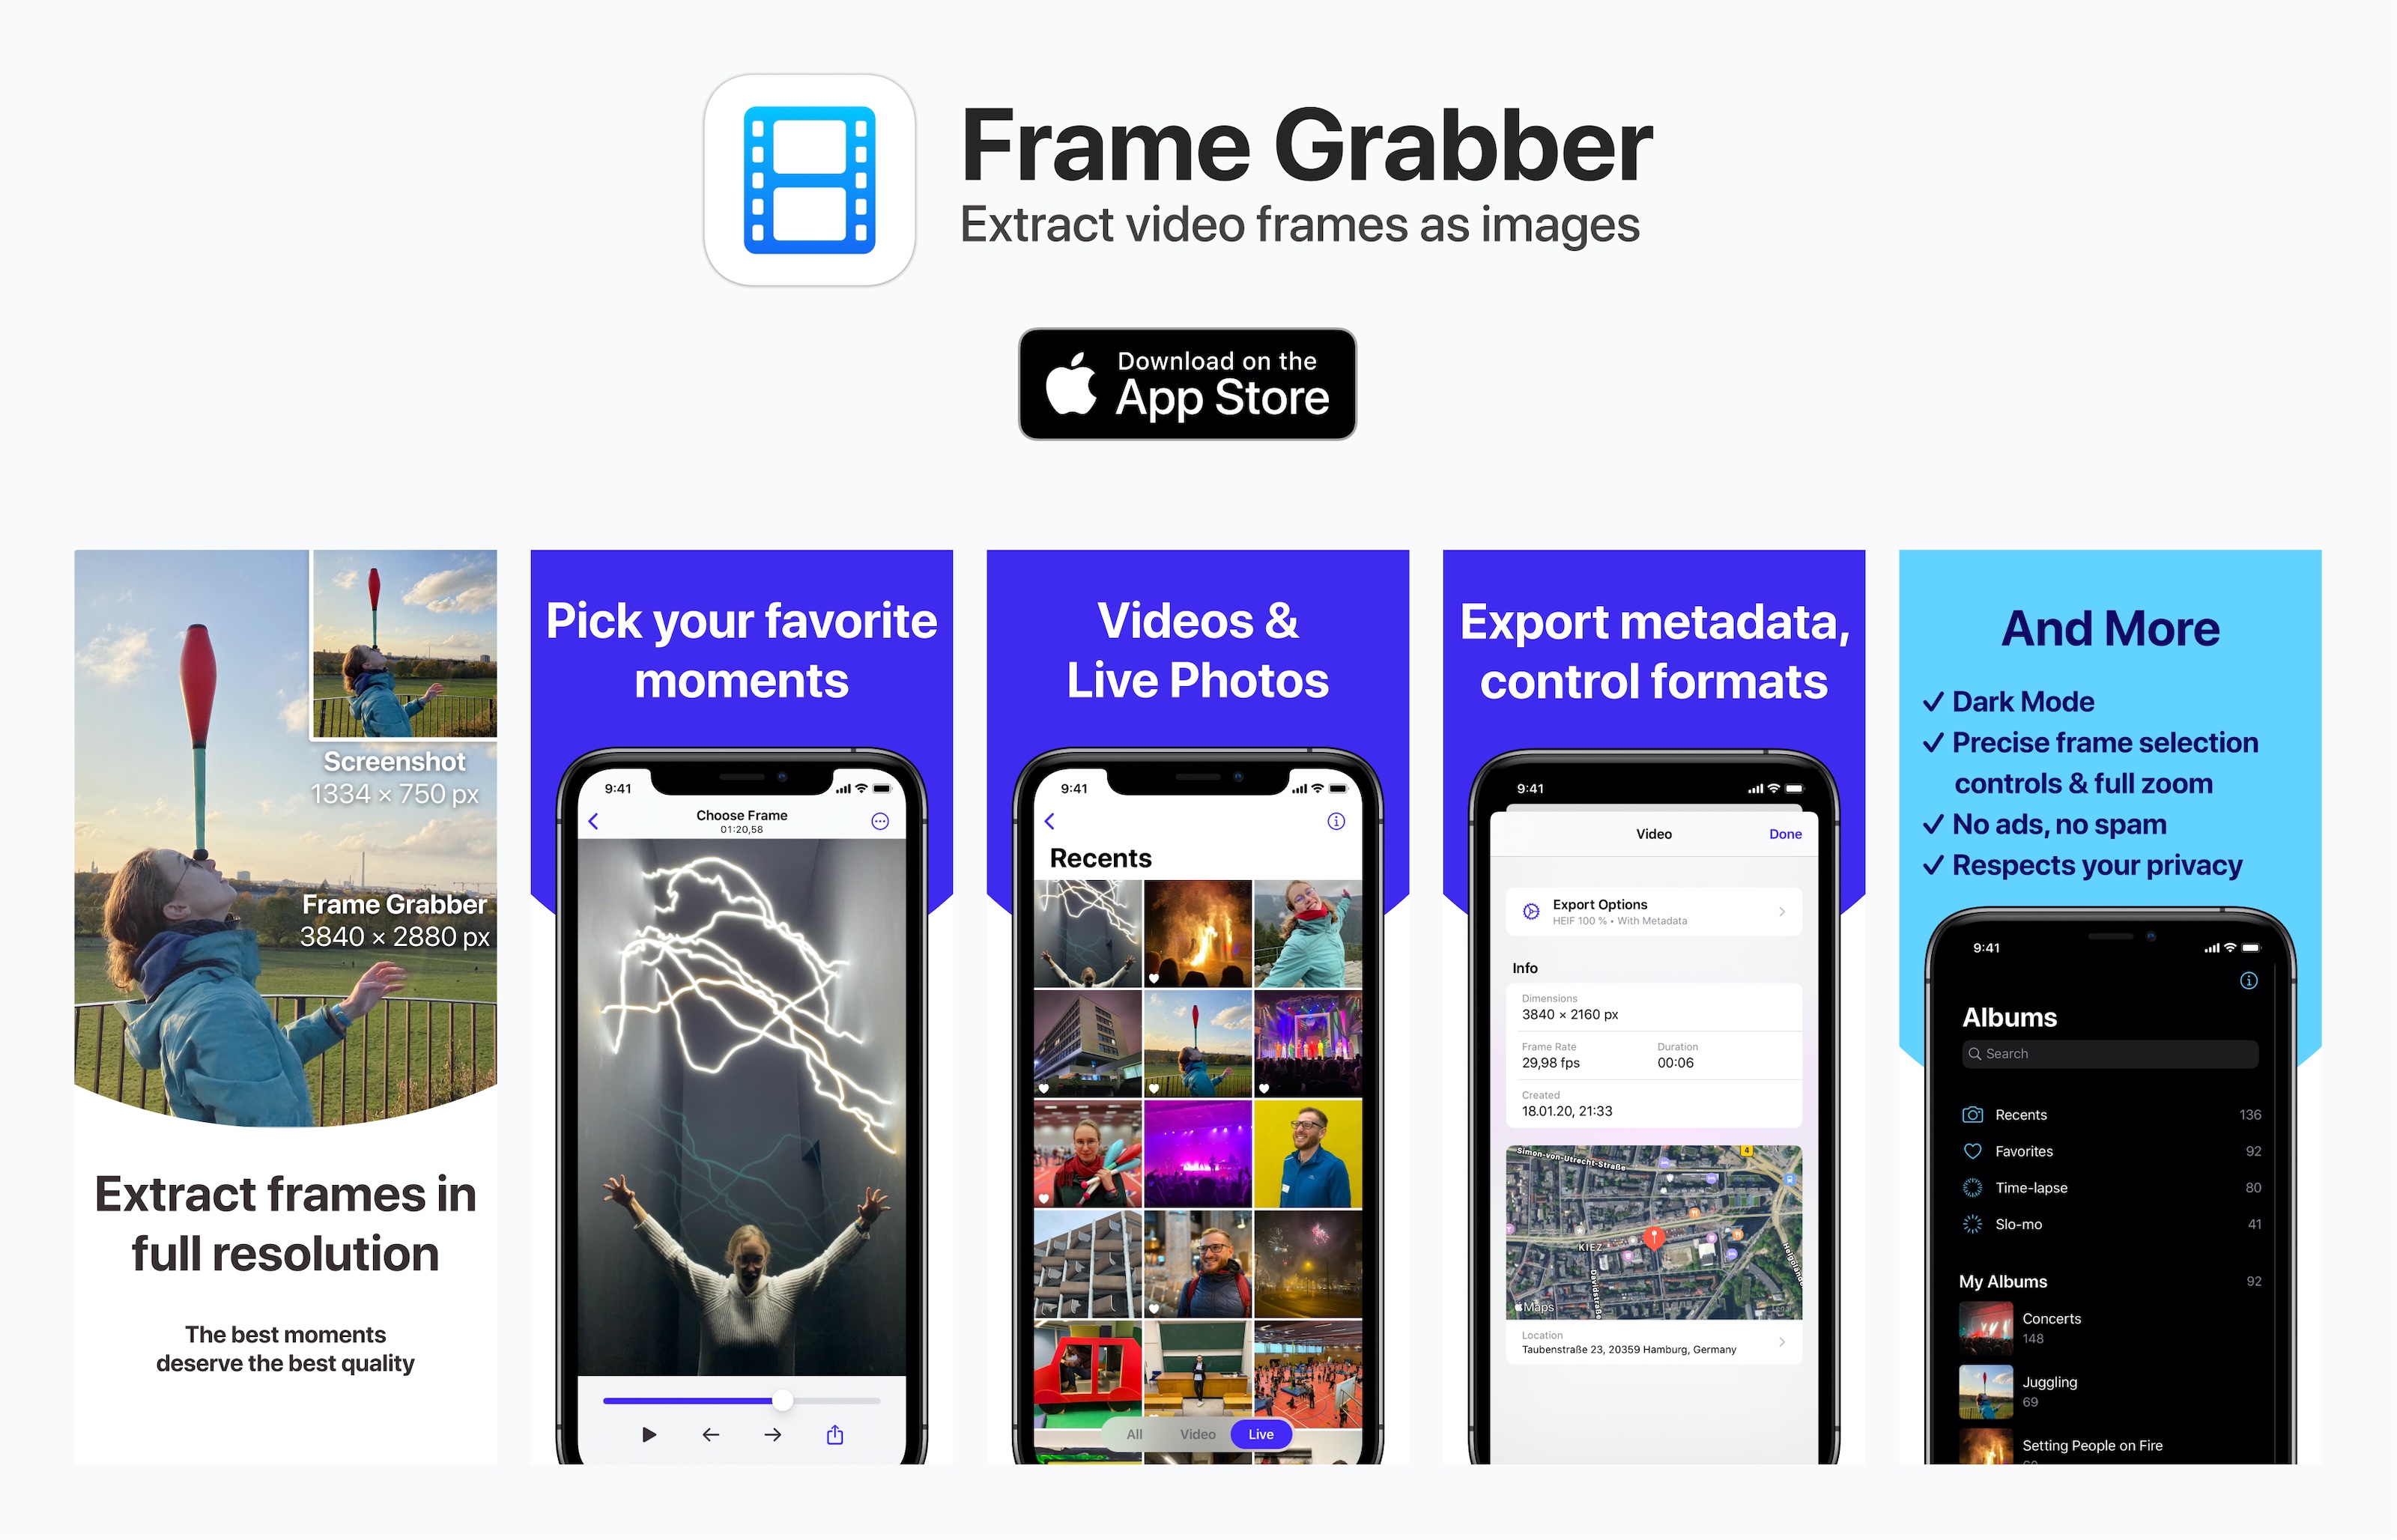 Frame Grabber
Extract video frames as images
Download on the
App Store
Screenshot
1334 × 750 px
Frame Grabber
3840 × 2880 px
Extract frames in
full resolution
The best moments
deserve the best quality
Pick your favorite
moments
9:41
Choose Frame
01:20,58
Videos &
Live Photos
9:41
Recents
All Video Live
Export metadata,
control formats
9:41
Video Done
Export Options
HEIF 100 % • With Metadata
Info
Dimensions
3840 × 2160 px
Frame Rate Duration
29,98 fps 00:06
Created
18.01.20, 21:33
Simon-von-Utrecht-Straße
4
KIEZ
Davidstraße
Maps
Legal
Location
Taubenstraße 23, 20359 Hamburg, Germany
And More
✓ Dark Mode
✓ Precise frame selection
controls & full zoom
✓ No ads, no spam
✓ Respects your privacy
9:41
Albums
Search
Recents 136
Favorites 92
Time-lapse 80
Slo-mo 41
My Albums 92
Concerts
148
Juggling
69
Setting People on Fire